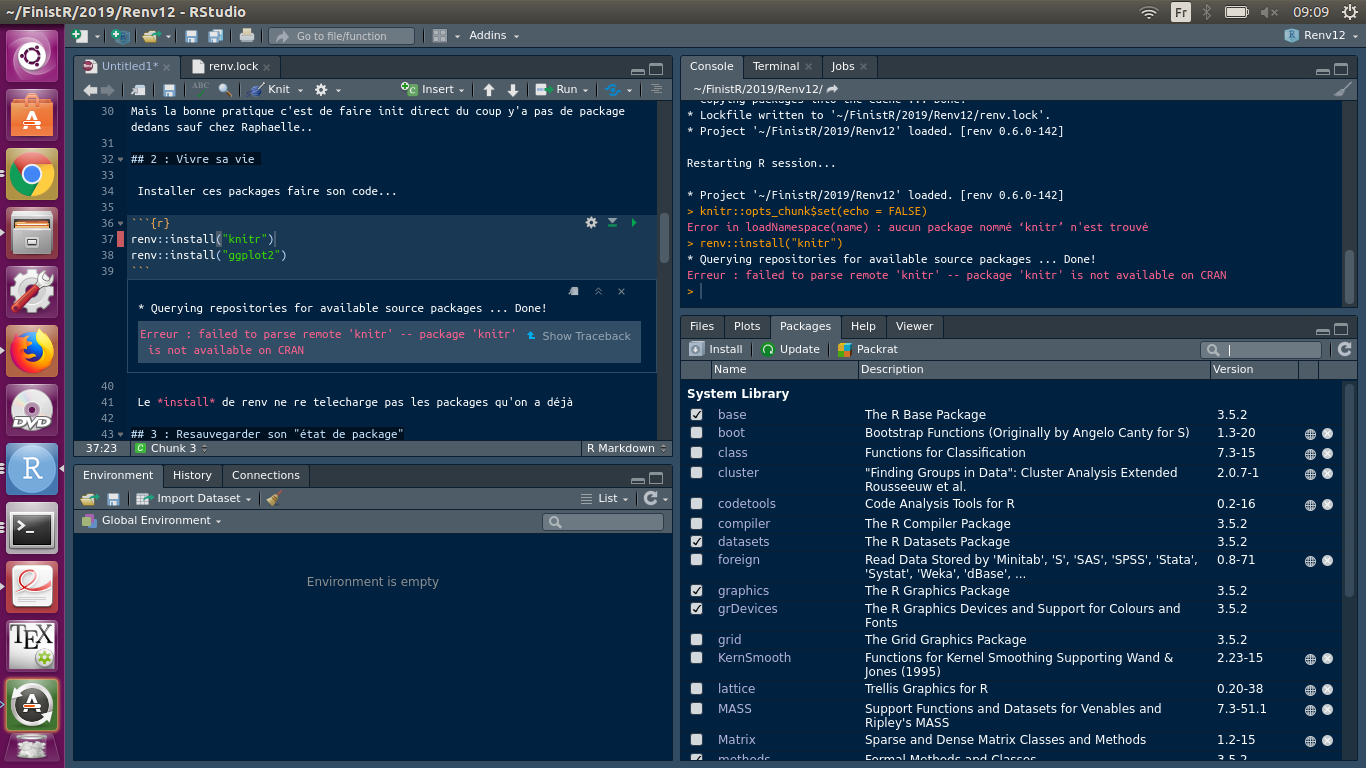 ~/FinistR/2019/Renv12 - RStudio
Fr
09:09
Go to file/function
Addins
Renv12
Untitled1*
renv.lock
ABC
Knit
Insert
Run
30 Mais la bonne pratique c'est de faire init direct du coup y'a pas de package
dedans sauf chez Raphaelle..
31
32 ## 2 : Vivre sa vie
33
34 Installer ces packages faire son code...
35
36 ```{r}
37 renv::install("knitr")
38 renv::install("ggplot2")
39 ```
* Querying repositories for available source packages ... Done!
Erreur : failed to parse remote 'knitr' -- package 'knitr'
is not available on CRAN
Show Traceback
40
41 Le *install* de renv ne re telecharge pas les packages qu'on a déjà
42
43 ## 3 : Resauvegarder son "état de package"
37:23
C Chunk 3
R Markdown
Environment
History
Connections
Import Dataset
List
Global Environment
Environment is empty
Console
Terminal
Jobs
~/FinistR/2019/Renv12/
* Copying packages into the cache ... Done!
* Lockfile written to '~/FinistR/2019/Renv12/renv.lock'.
* Project '~/FinistR/2019/Renv12' loaded. [renv 0.6.0-142]
Restarting R session...
* Project '~/FinistR/2019/Renv12' loaded. [renv 0.6.0-142]
> knitr::opts_chunk$set(echo = FALSE)
Error in loadNamespace(name) : aucun package nommé ‘knitr’ n'est trouvé
> renv::install("knitr")
* Querying repositories for available source packages ... Done!
Erreur : failed to parse remote 'knitr' -- package 'knitr' is not available on CRAN
>
Files
Plots
Packages
Help
Viewer
Install
Update
Packrat
Name Description Version
System Library
base The R Base Package 3.5.2
boot Bootstrap Functions (Originally by Angelo Canty for S) 1.3-20
class Functions for Classification 7.3-15
cluster "Finding Groups in Data": Cluster Analysis Extended 2.0.7-1
Rousseeuw et al.
codetools Code Analysis Tools for R 0.2-16
compiler The R Compiler Package 3.5.2
datasets The R Datasets Package 3.5.2
foreign Read Data Stored by 'Minitab', 'S', 'SAS', 'SPSS', 'Stata', 0.8-71
'Systat', 'Weka', 'dBase', ...
graphics The R Graphics Package 3.5.2
grDevices The R Graphics Devices and Support for Colours and 3.5.2
Fonts
grid The Grid Graphics Package 3.5.2
KernSmooth Functions for Kernel Smoothing Supporting Wand & 2.23-15
Jones (1995)
lattice Trellis Graphics for R 0.20-38
MASS Support Functions and Datasets for Venables and 7.3-51.1
Ripley's MASS
Matrix Sparse and Dense Matrix Classes and Methods 1.2-15
methods Formal Methods and Classes 3.5.2
DVD
R
TEX
A